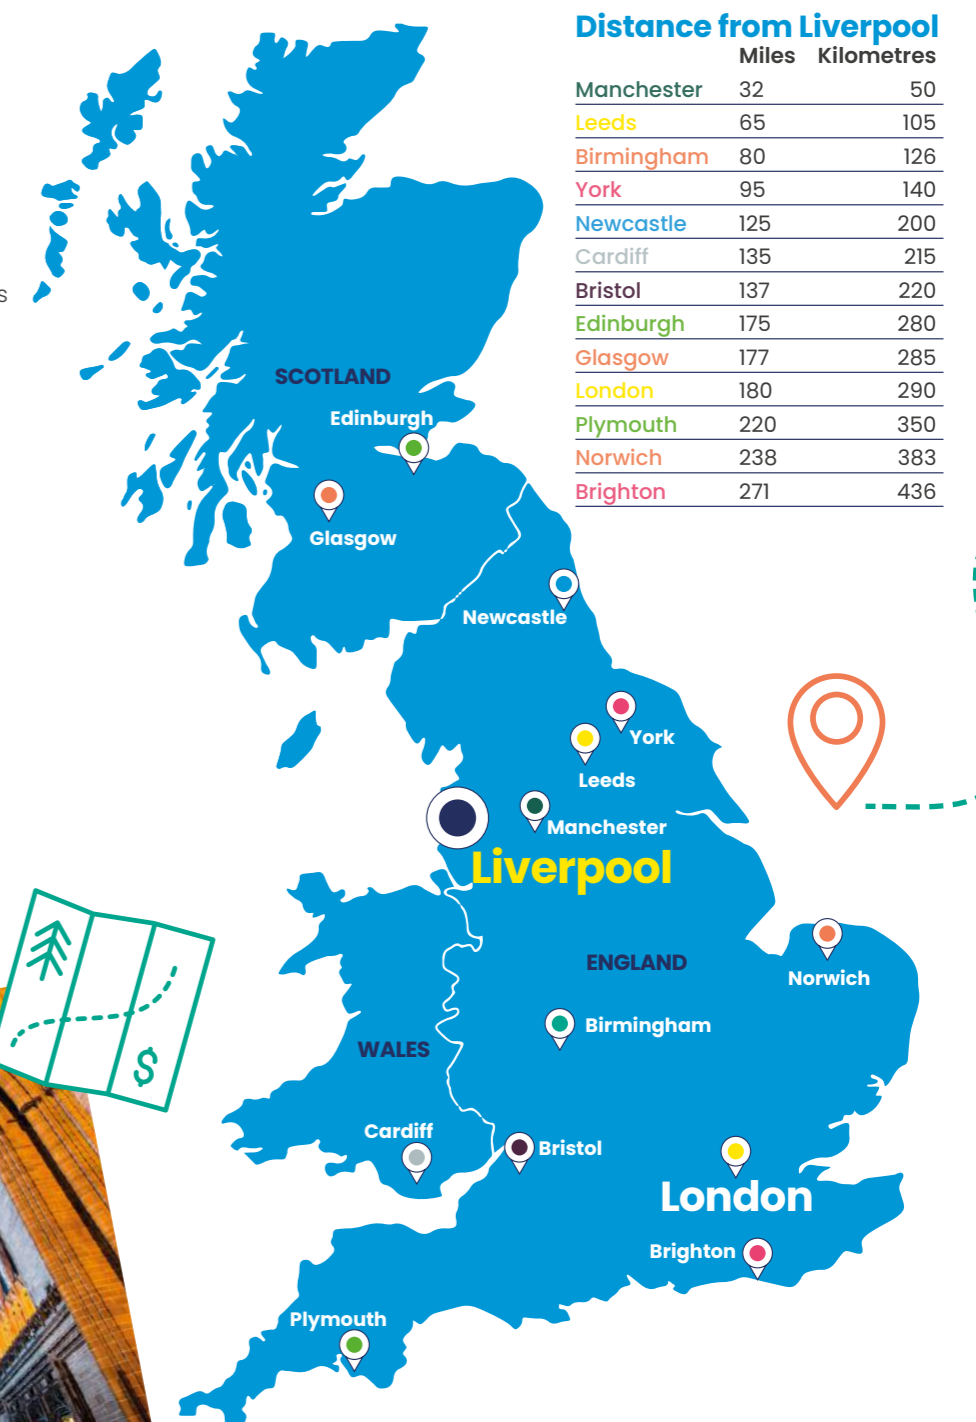 Distance from Liverpool
Miles Kilometres
Manchester 32 50
Leeds 65 105
Birmingham 80 126
York 95 140
Newcastle 125 200
Cardiff 135 215
Bristol 137 220
Edinburgh 175 280
Glasgow 177 285
London 180 290
Plymouth 220 350
Norwich 238 383
Brighton 271 436
s
SCOTLAND
Edinburgh
Glasgow
Newcastle
York
Leeds
Manchester
Liverpool
ENGLAND
Norwich
Birmingham
WALES
$
Cardiff
Bristol
London
Brighton
Plymouth